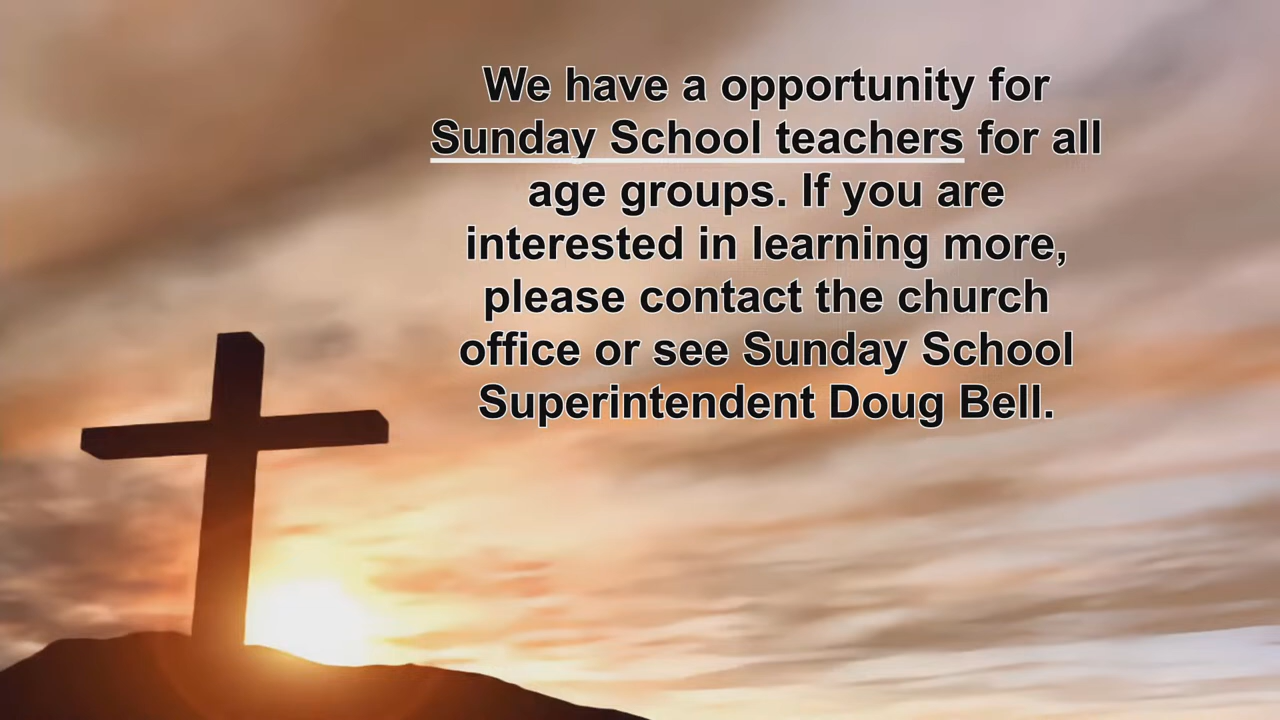 We have a opportunity for
Sunday School teachers for all
age groups. If you are
interested in learning more,
please contact the church
office or see Sunday School
Superintendent Doug Bell.